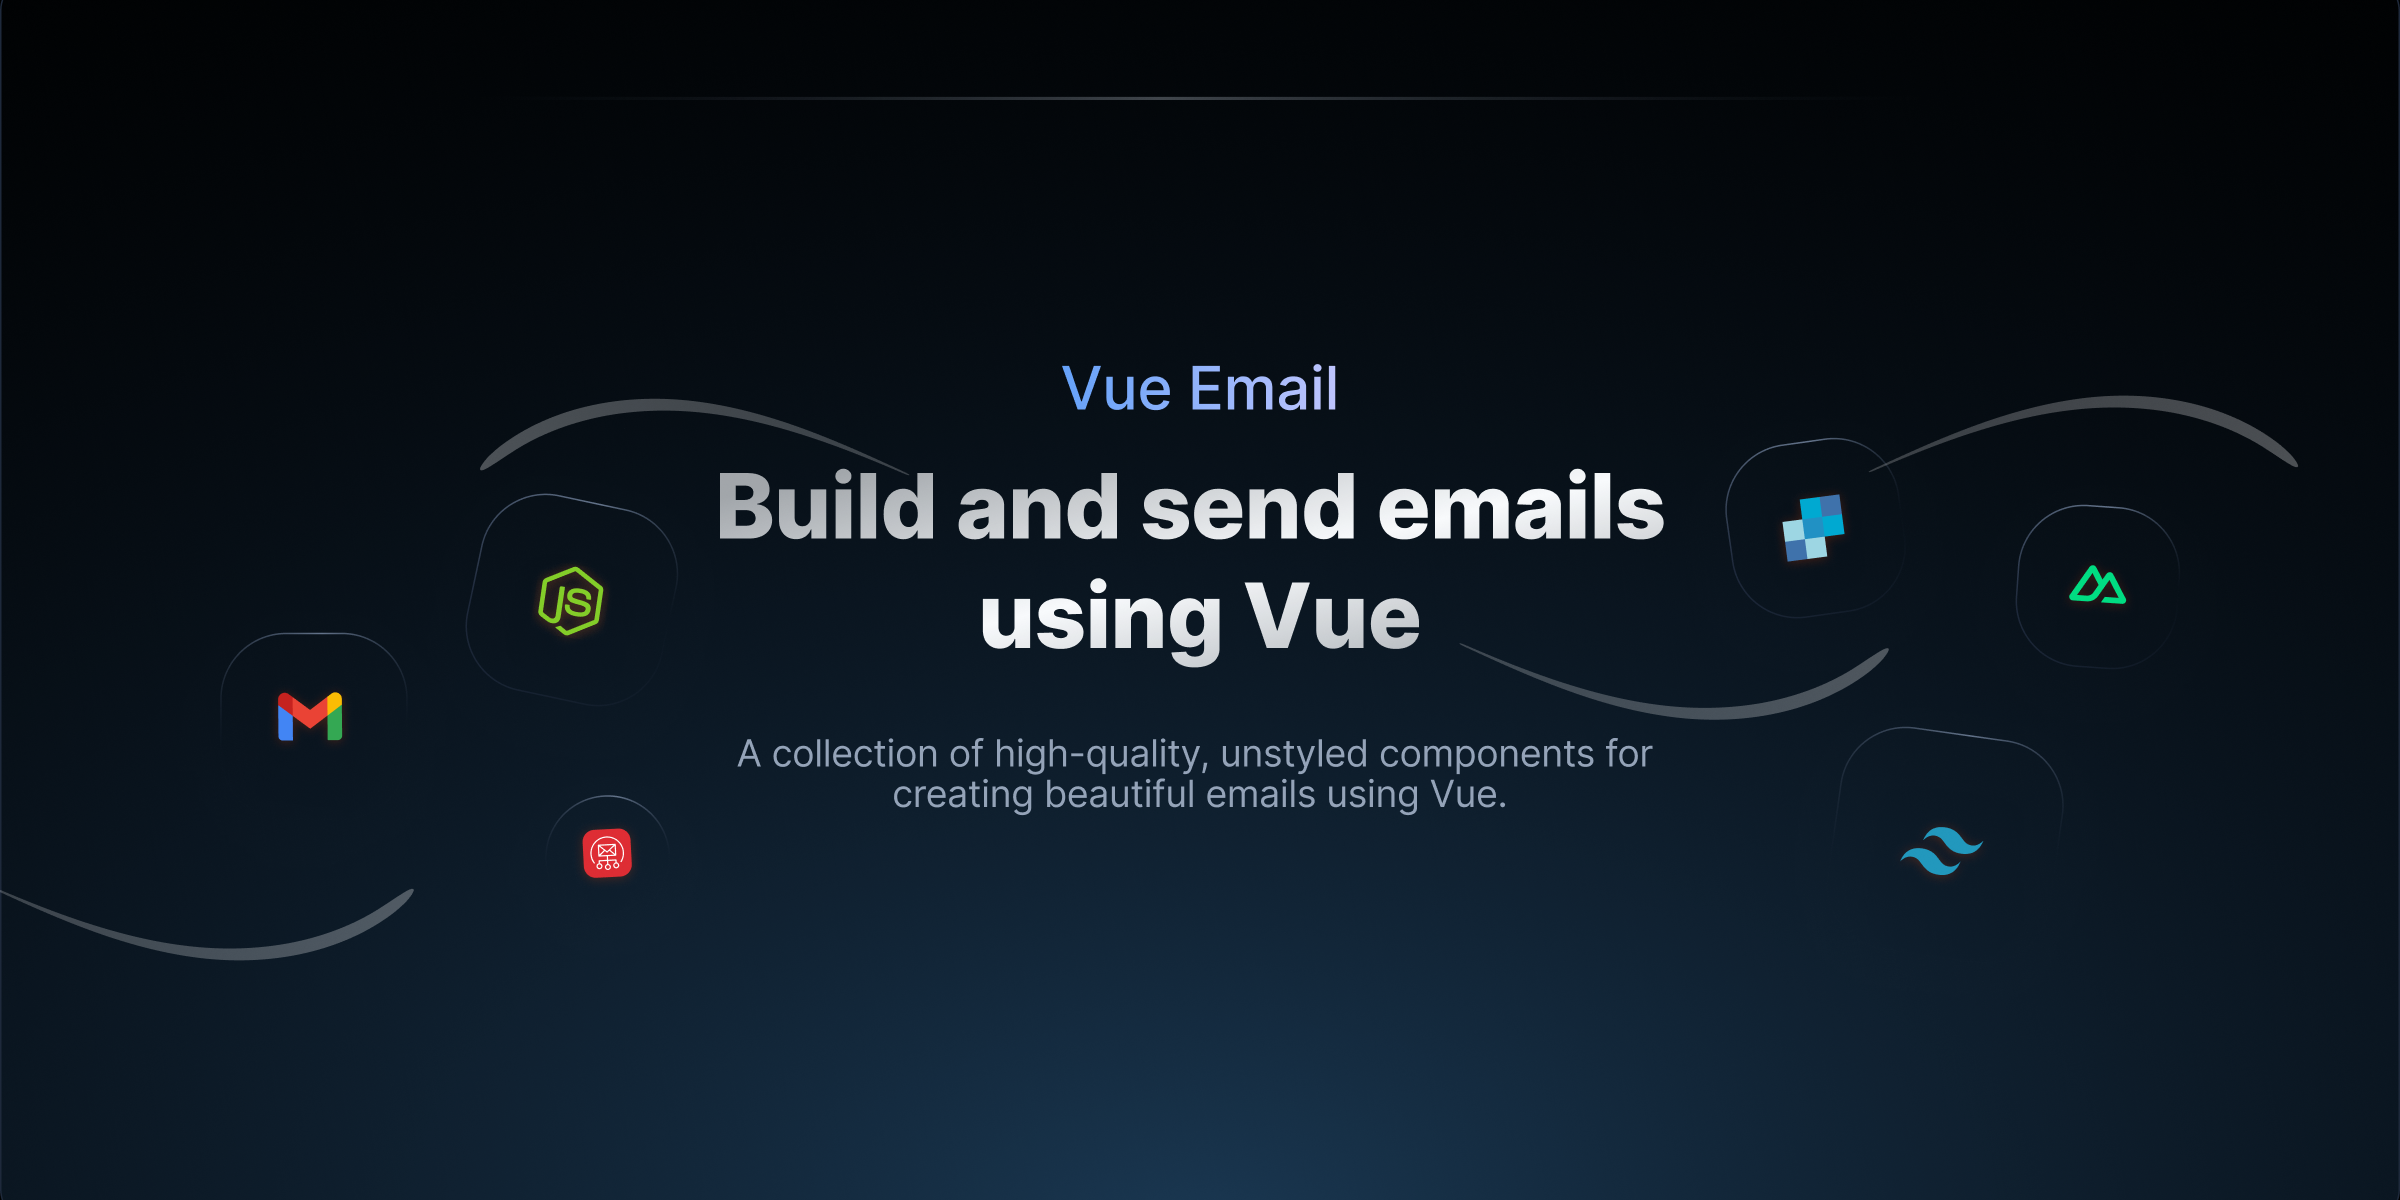 Vue Email
Build and send emails
using Vue
JS
A collection of high-quality, unstyled components for
creating beautiful emails using Vue.